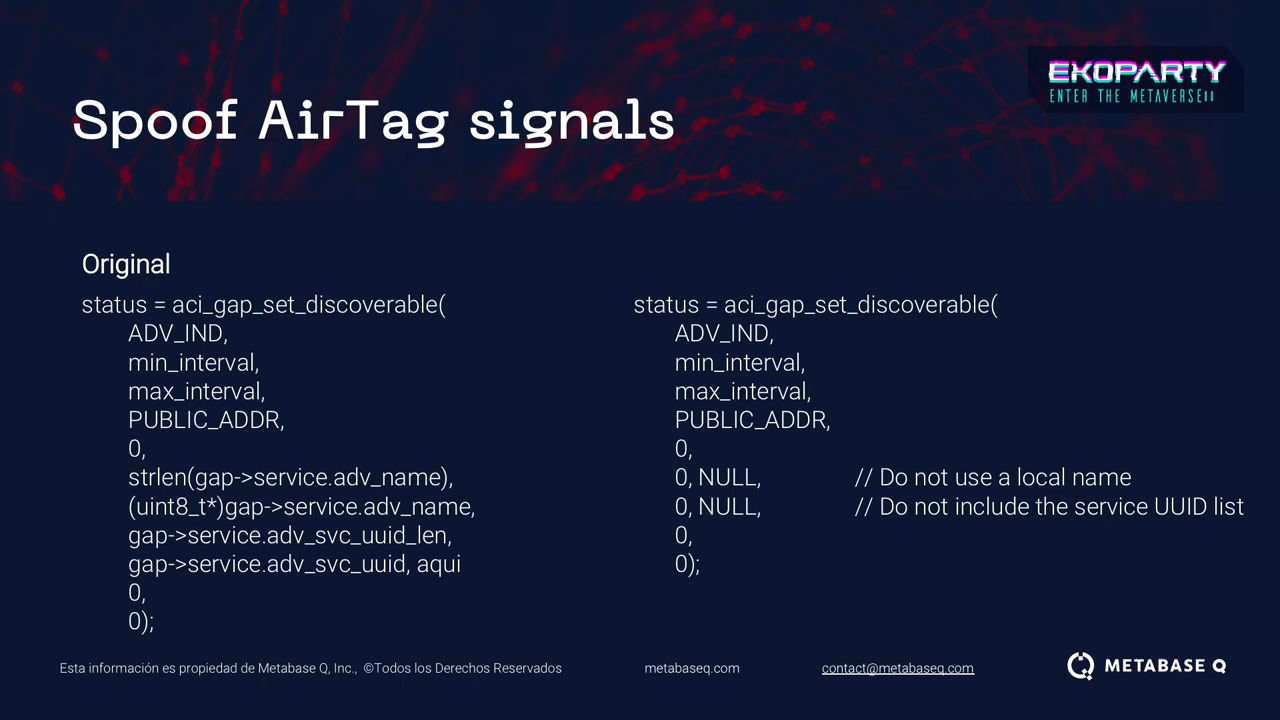 EKOPARTY
ENTER THE METAVERSE
Spoof AirTag signals
Original
status = aci_gap_set_discoverable(
ADV_IND,
min_interval,
max_interval,
PUBLIC_ADDR,
0,
strlen(gap->service.adv_name),
(uint8_t*)gap->service.adv_name,
gap->service.adv_svc_uuid_len,
gap->service.adv_svc_uuid, aqui
0,
0);
status = aci_gap_set_discoverable(
ADV_IND,
min_interval,
max_interval,
PUBLIC_ADDR,
0,
0, NULL, // Do not use a local name
0, NULL, // Do not include the service UUID list
0,
0);
Esta información es propiedad de Metabase Q, Inc., ©Todos los Derechos Reservados
metabaseq.com
contact@metabaseq.com
METABASE Q